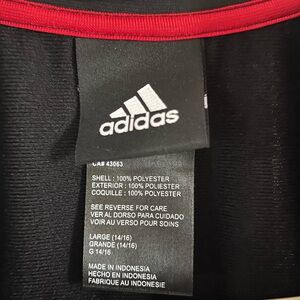 adidas
CA# 43063
SHELL : 100% POLYESTER
EXTERIOR : 100% POLYESTER
COQUILLE : 100% POLYESTER
SEE REVERSE FOR CARE
VER AL DORSO PARA CUIDADO
VOIR AU VERSO POUR SOINS
LARGE (14/16)
GRANDE (14/16)
G 14/16
MADE IN INDONESIA
HECHO EN INDONESIA
FABRIQUE AU INDONESIE